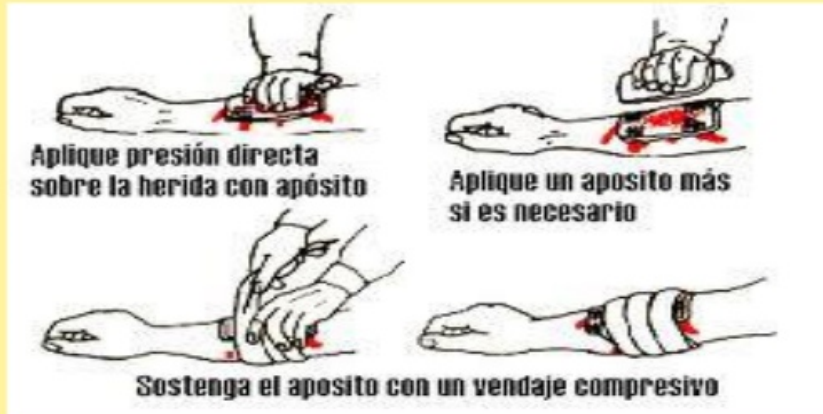 Aplique presión directa
sobre la herida con apósito
Aplique un aposito más
si es necesario
Sostenga el aposito con un vendaje compresivo